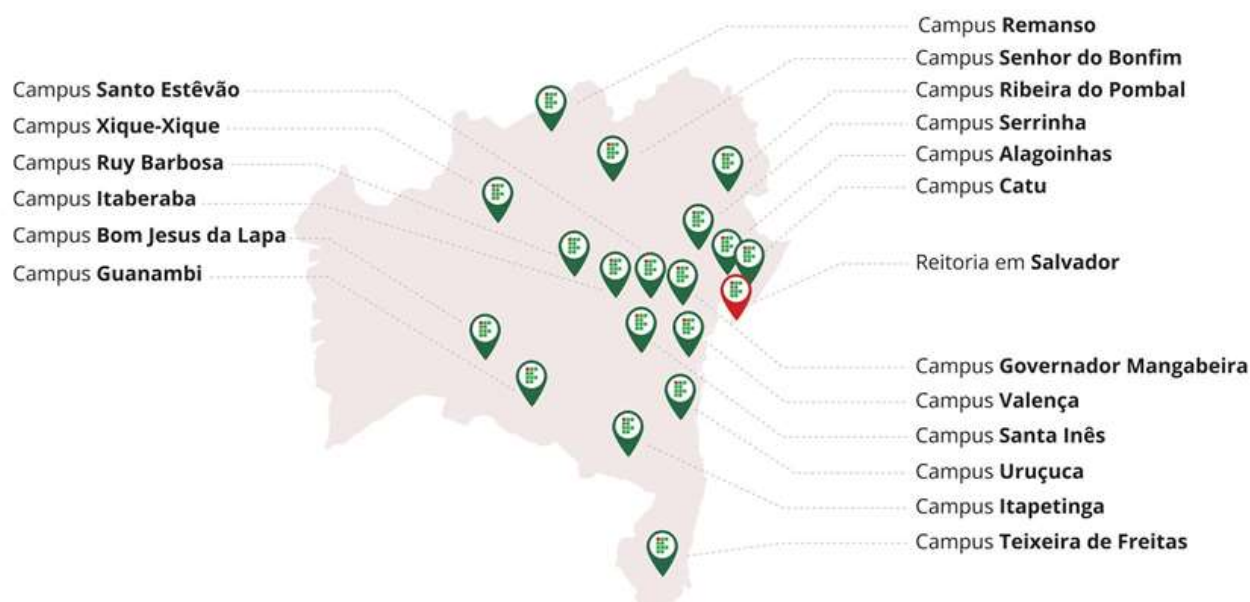 Campus Santo Estêvão
Campus Xique-Xique
Campus Ruy Barbosa
Campus Itaberaba
Campus Bom Jesus da Lapa
Campus Guanambi
Campus Remanso
Campus Senhor do Bonfim
Campus Ribeira do Pombal
Campus Serrinha
Campus Alagoinhas
Campus Catu
Reitoria em Salvador
Campus Governador Mangabeira
Campus Valença
Campus Santa Inês
Campus Uruçuca
Campus Itapetinga
Campus Teixeira de Freitas